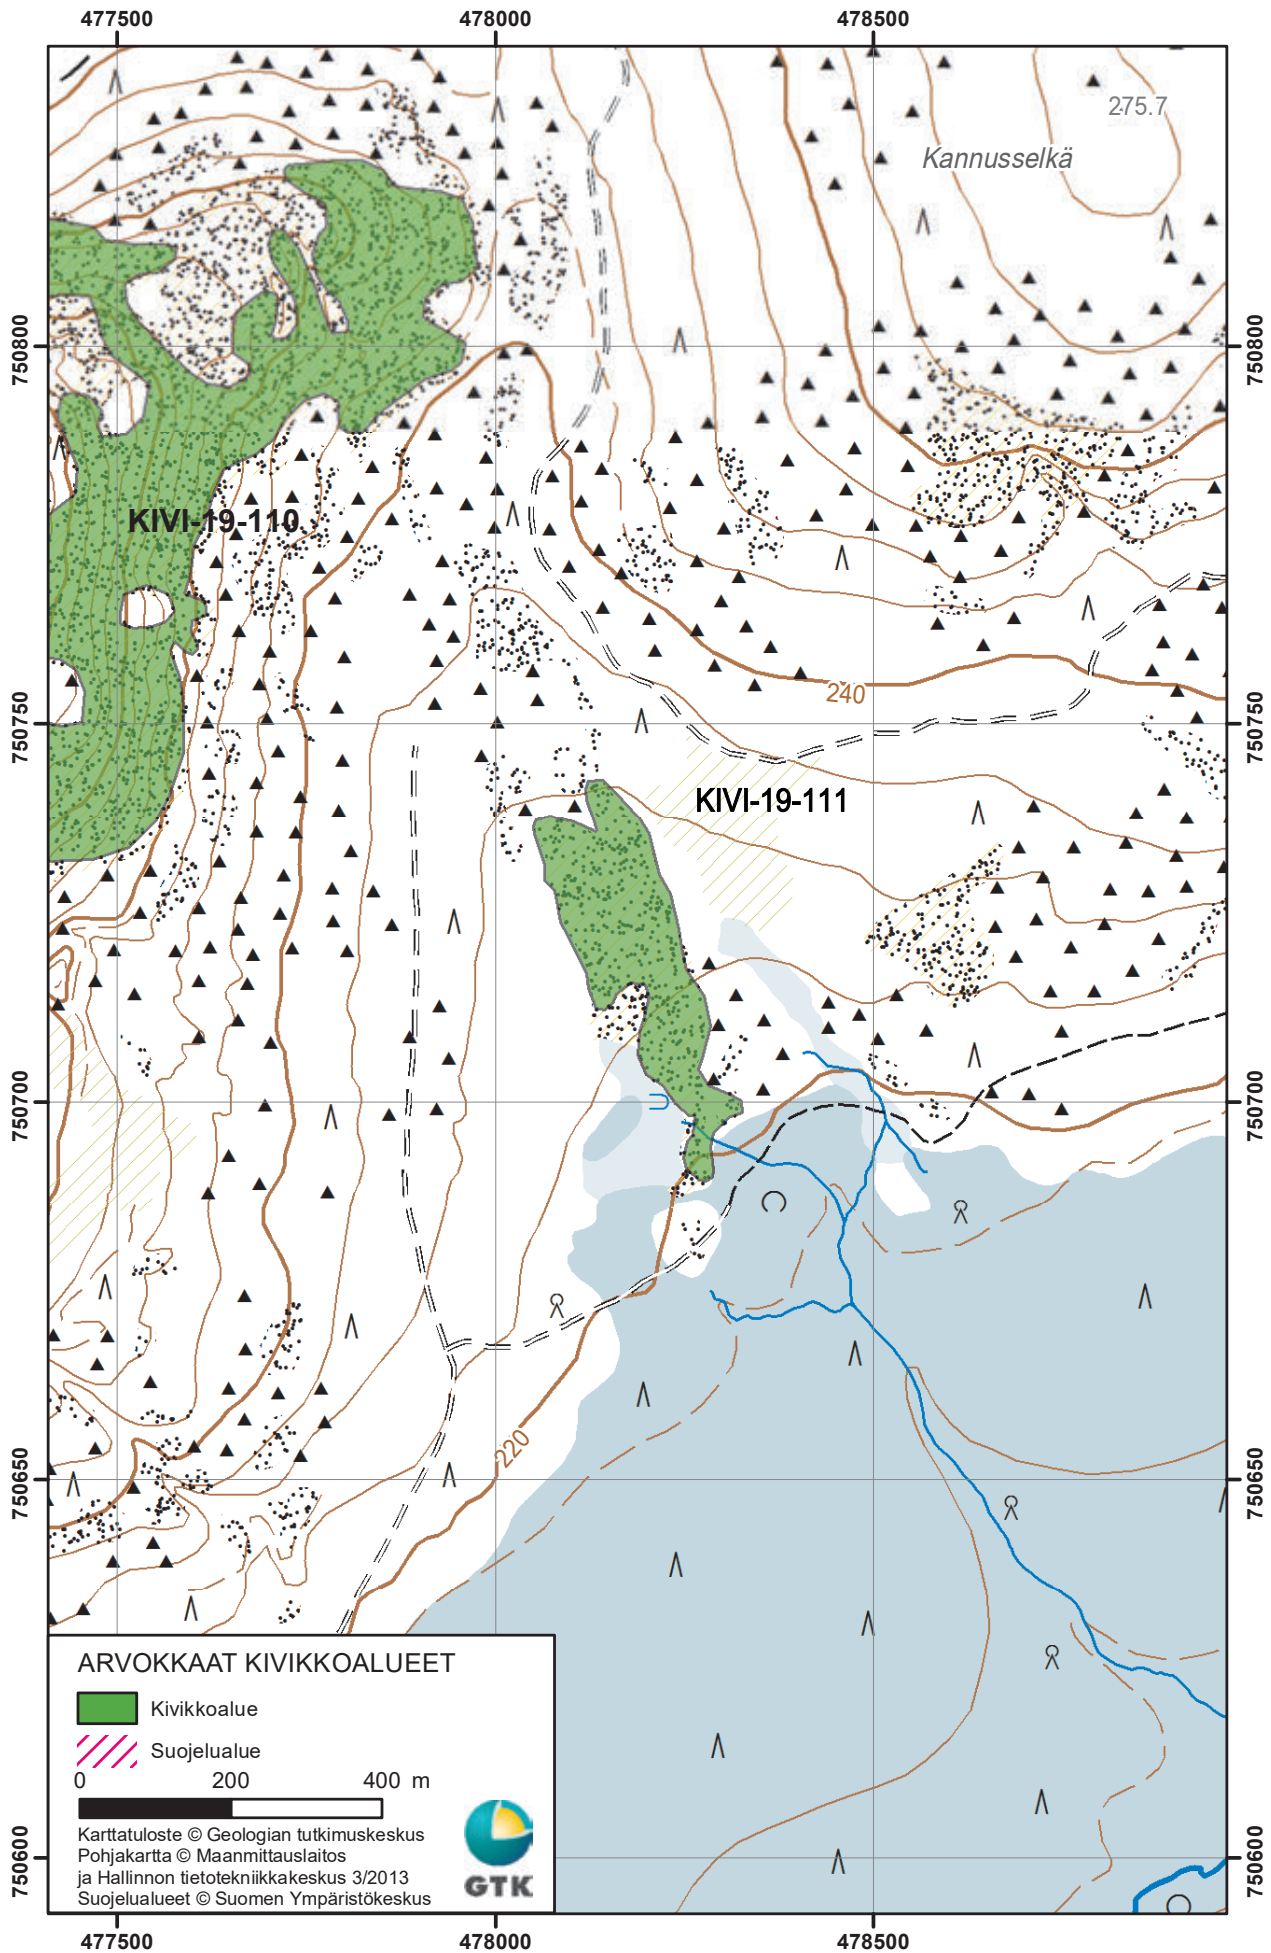 477500 478000 478500
275.7
Kannusselkä
750800 750800
KIVI-19-110
240
750750 750750
KIVI-19-111
750700 750700
220
750650 750650
ARVOKKAAT KIVIKKOALUEET
Kivikkoalue
Suojelualue
0 200 400 m
Karttatuloste © Geologian tutkimuskeskus
Pohjakartta © Maanmittauslaitos
ja Hallinnon tietotekniikkakeskus 3/2013
Suojelualueet © Suomen Ympäristökeskus
GTK
750600 750600
477500 478000 478500